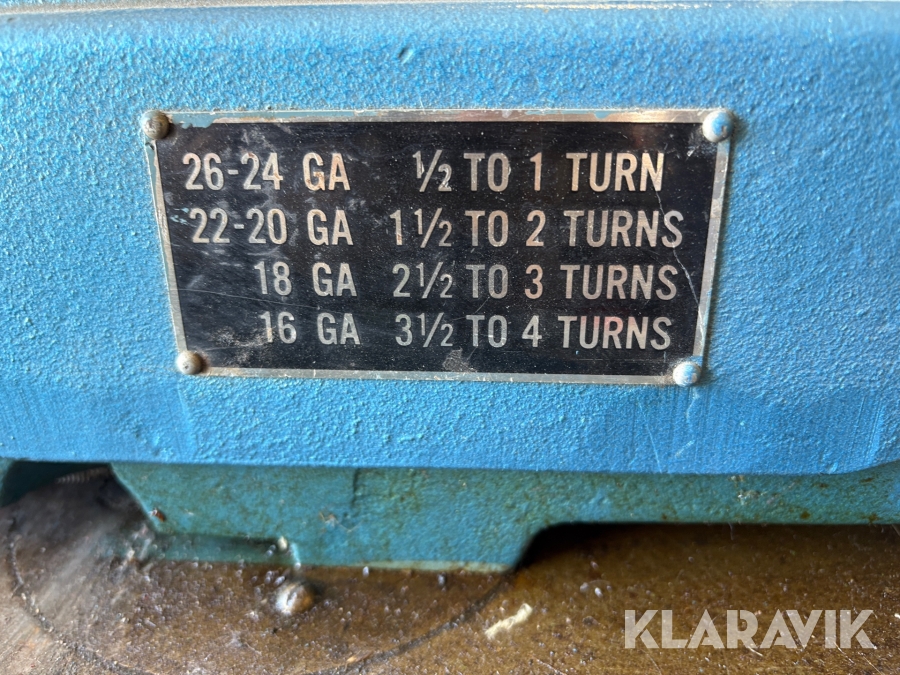 26-24 GA ½ TO 1 TURN
22-20 GA 1½ TO 2 TURNS
18 GA 2½ TO 3 TURNS
16 GA 3½ TO 4 TURNS
KLARAVIK